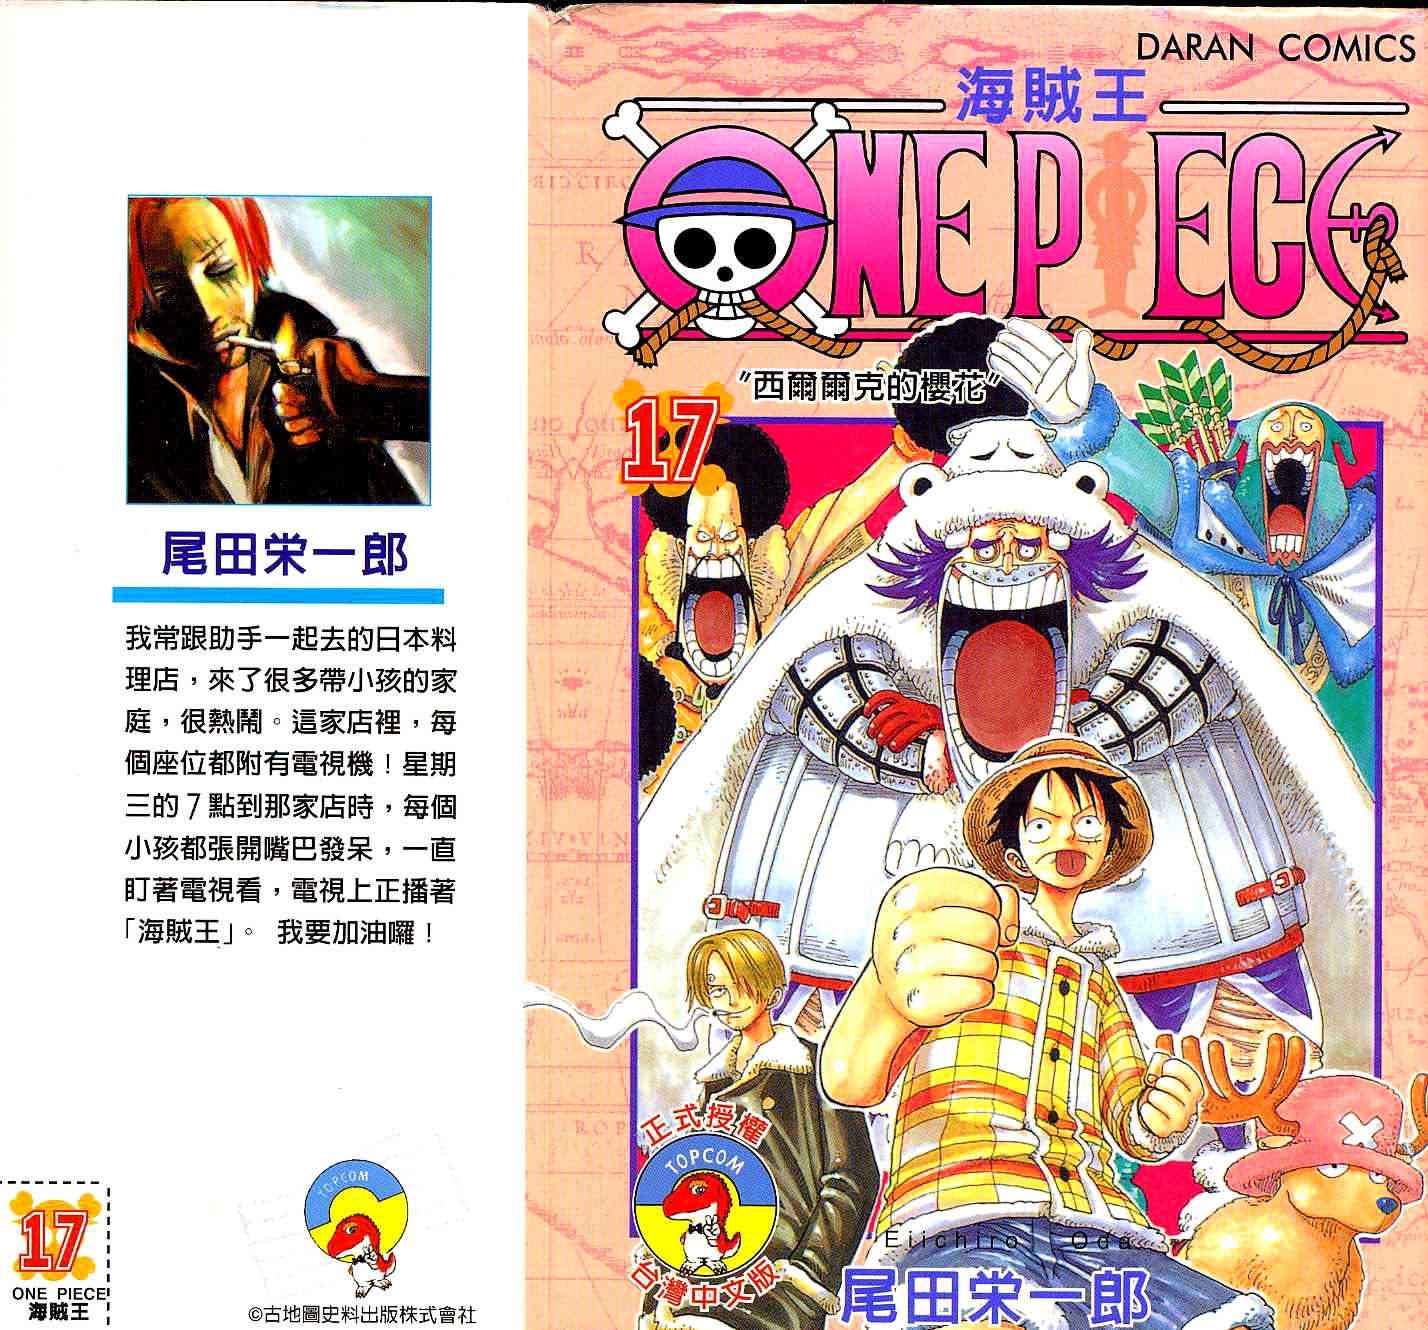 尾田栄一郎
我常跟助手一起去的日本料
理店，來了很多帶小孩的家
庭，很熱鬧。這家店裡，每
個座位都附有電視機！星期
三的7點到那家店時，每個
小孩都張開嘴巴發呆，一直
盯著電視看，電視上正播著
「海賊王」。 我要加油囉！
17
ONE PIECE
海賊王
TOPCOM
©古地圖史料出版株式會社
DARAN COMICS
海賊王
ONE PIECE
17
〝西爾爾克的櫻花〞
正式授權
TOPCOM
台灣中文版
Eiichiro Oda
尾田栄一郎